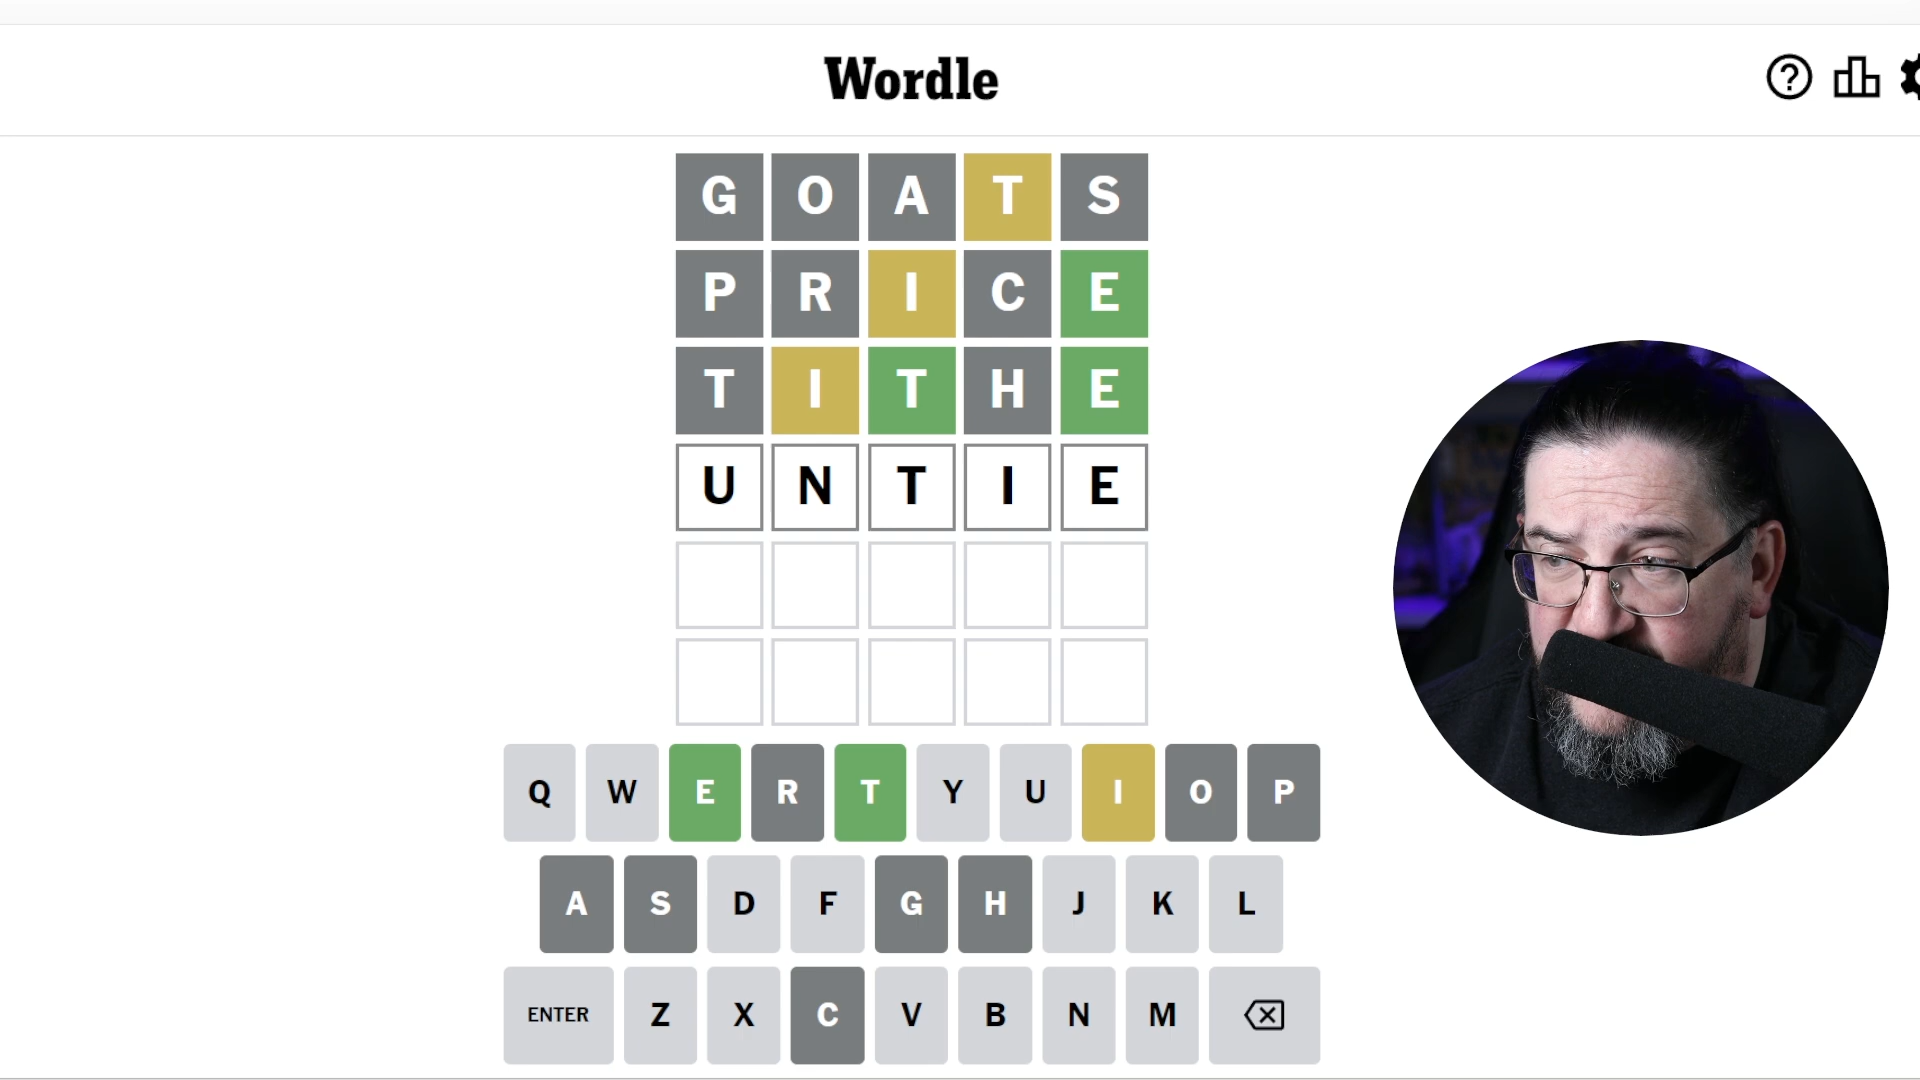 Wordle
G O A T S
P R I C E
T I T H E
U N T I E
Q W E R T Y U I O P
A S D F G H J K L
ENTER Z X C V B N M